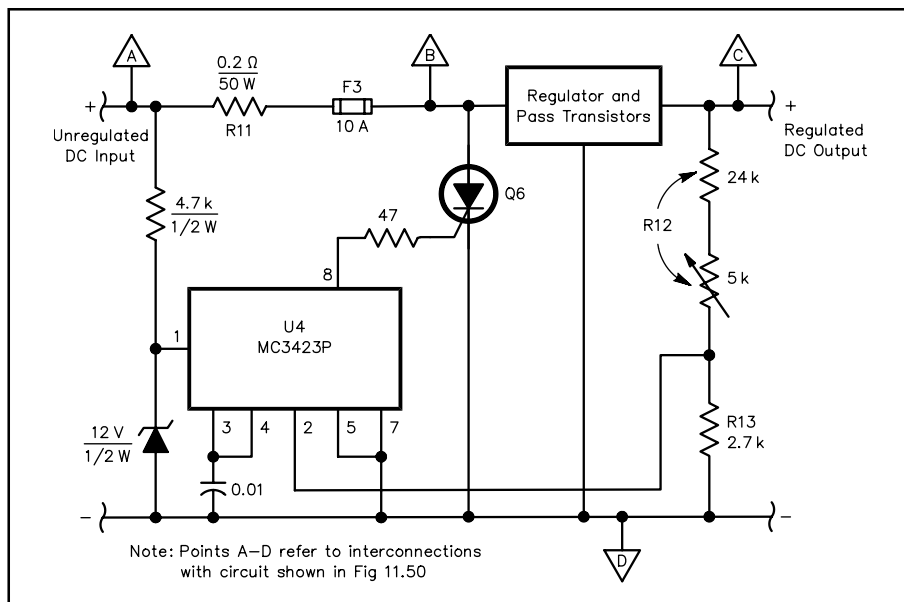 A
B
C
0.2 Ω
50 W
R11
F3
10 A
Regulator and
Pass Transistors
+
Unregulated
DC Input
+
Regulated
DC Output
4.7 k
1/2 W
47
Q6
24 k
R12
5 k
8
U4
MC3423P
1
3
4
2
5
7
R13
2.7 k
12 V
1/2 W
0.01
−
−
D
Note: Points A–D refer to interconnections
with circuit shown in Fig 11.50